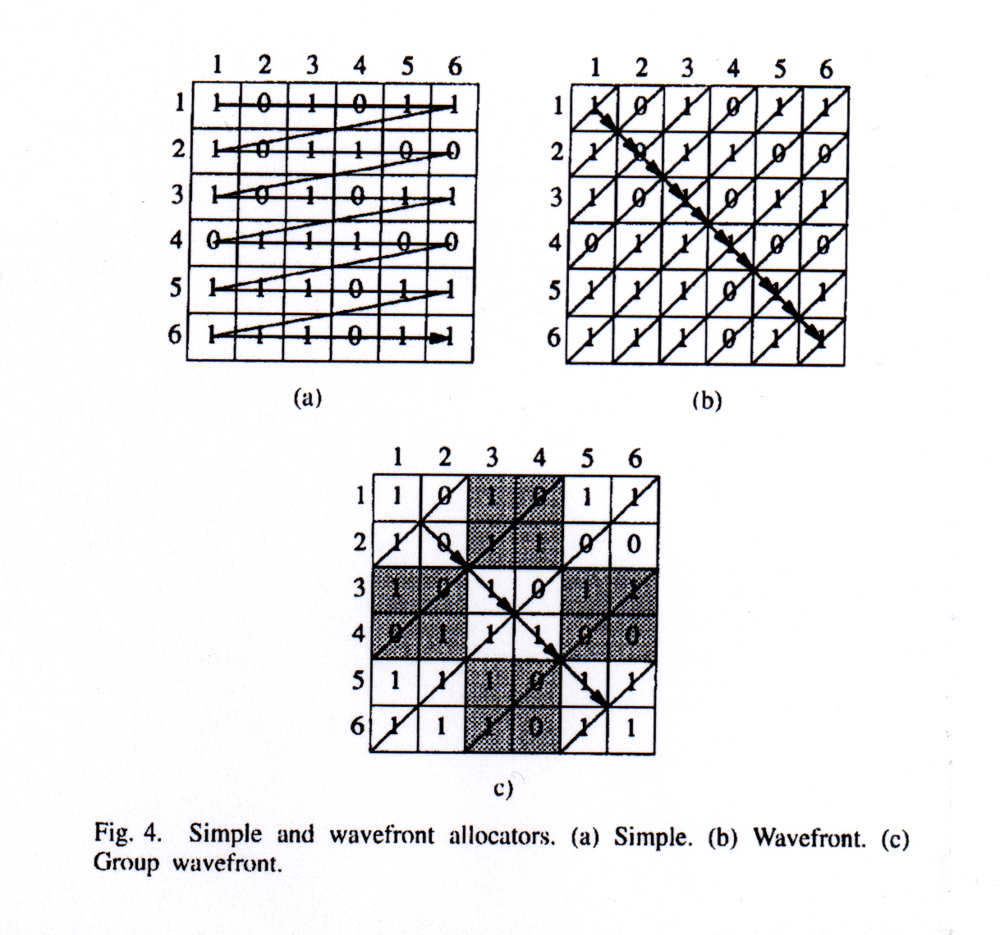 1 2 3 4 5 6
1 1 0 1 0 1 1
2 1 0 1 1 0 0
3 1 0 1 0 1 1
4 0 1 1 1 0 0
5 1 1 1 0 1 1
6 1 1 1 0 1 1
(a)
1 2 3 4 5 6
1 1 0 1 0 1 1
2 1 0 1 1 0 0
3 1 0 1 0 1 1
4 0 1 1 1 0 0
5 1 1 1 0 1 1
6 1 1 1 0 1 1
(b)
1 2 3 4 5 6
1 1 0 1 0 1 1
2 1 0 1 1 0 0
3 1 0 1 0 1 1
4 0 1 1 1 0 0
5 1 1 1 0 1 1
6 1 1 1 0 1 1
c)
Fig. 4. Simple and wavefront allocators. (a) Simple. (b) Wavefront. (c)
Group wavefront.